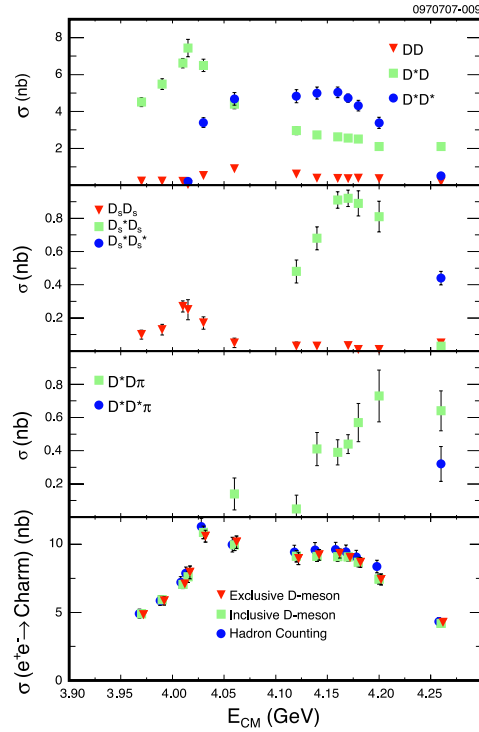 0970707-009
8
6
4
2
σ (nb)
DD
D*D
D*D*
0.8
0.6
0.4
0.2
σ (nb)
DsDs
Ds*Ds
Ds*Ds*
0.8
0.6
0.4
0.2
σ (nb)
D*Dπ
D*D*π
10
5
0
σ (e+e-→ Charm) (nb)
Exclusive D-meson
Inclusive D-meson
Hadron Counting
3.90 3.95 4.00 4.05 4.10 4.15 4.20 4.25
ECM (GeV)